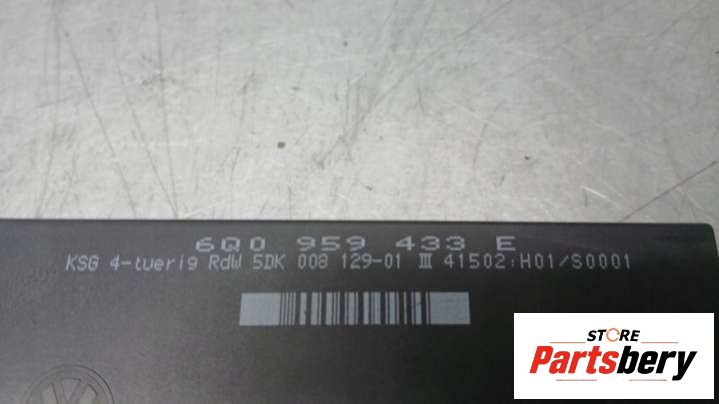 6Q0 959 433 E
KSG 4-tuerig RdW 5DK 008 129-01 III 41502:H01/S0001
STORE
Partsbery